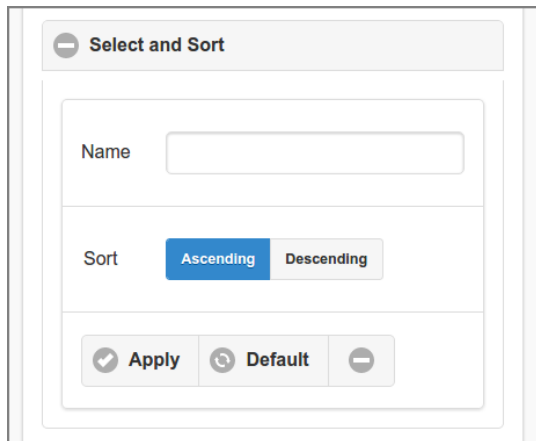 Select and Sort
Name
Sort Ascending Descending
Apply Default